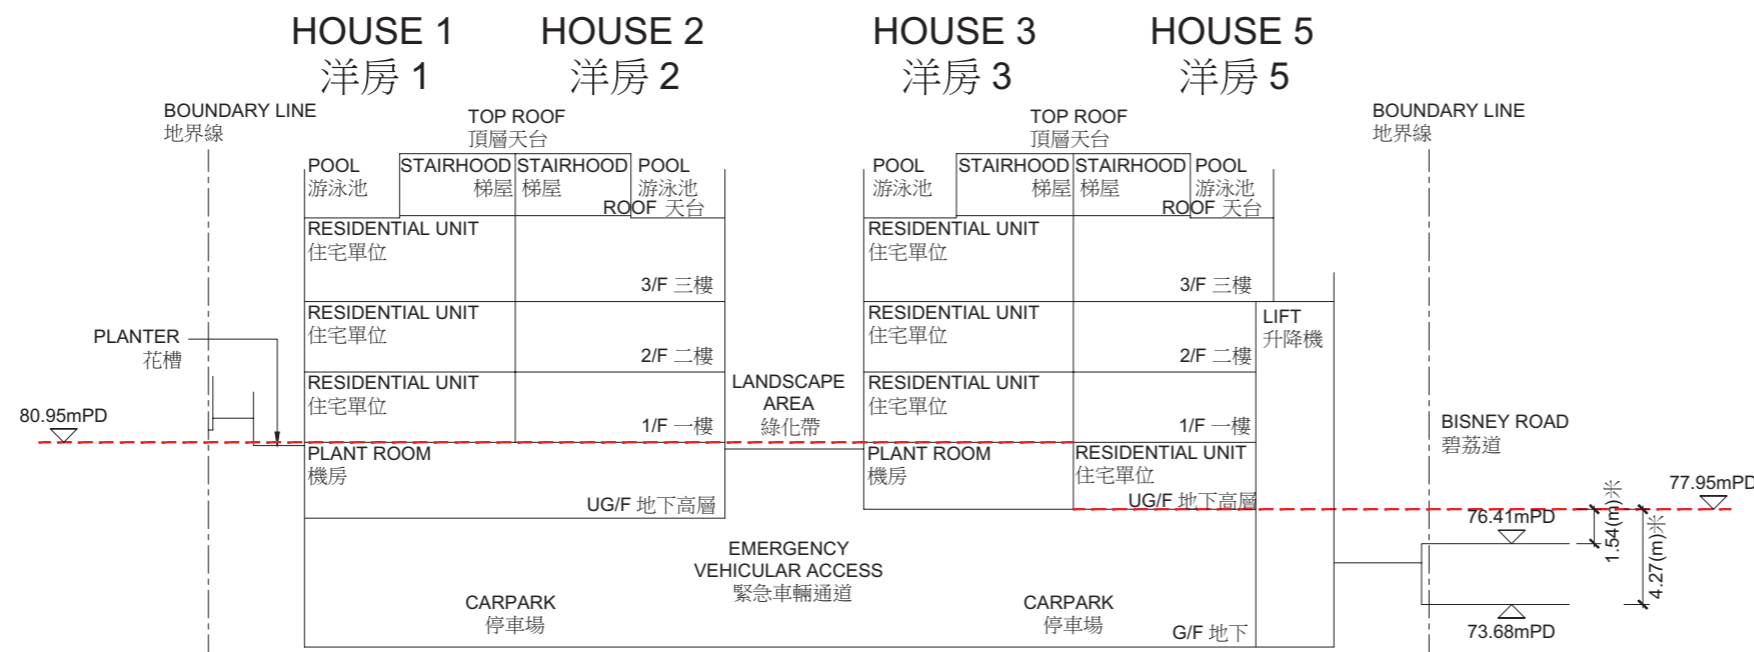 HOUSE 1
洋房 1
HOUSE 2
洋房 2
HOUSE 3
洋房 3
HOUSE 5
洋房 5
BOUNDARY LINE
地界線
TOP ROOF
頂層天台
TOP ROOF
頂層天台
BOUNDARY LINE
地界線
POOL
游泳池
STAIRHOOD
梯屋
STAIRHOOD
梯屋
POOL
游泳池
ROOF 天台
POOL
游泳池
STAIRHOOD
梯屋
STAIRHOOD
梯屋
POOL
游泳池
ROOF 天台
RESIDENTIAL UNIT
住宅單位
3/F 三樓
RESIDENTIAL UNIT
住宅單位
3/F 三樓
PLANTER
花槽
RESIDENTIAL UNIT
住宅單位
2/F 二樓
RESIDENTIAL UNIT
住宅單位
2/F 二樓
LIFT
升降機
80.95mPD
RESIDENTIAL UNIT
住宅單位
1/F 一樓
LANDSCAPE
AREA
綠化帶
RESIDENTIAL UNIT
住宅單位
1/F 一樓
BISNEY ROAD
碧荔道
PLANT ROOM
機房
UG/F 地下高層
PLANT ROOM
機房
RESIDENTIAL UNIT
住宅單位
UG/F 地下高層
77.95mPD
76.41mPD
1.54(m)米
4.27(m)米
73.68mPD
EMERGENCY
VEHICULAR ACCESS
緊急車輛通道
CARPARK
停車場
CARPARK
停車場
G/F 地下